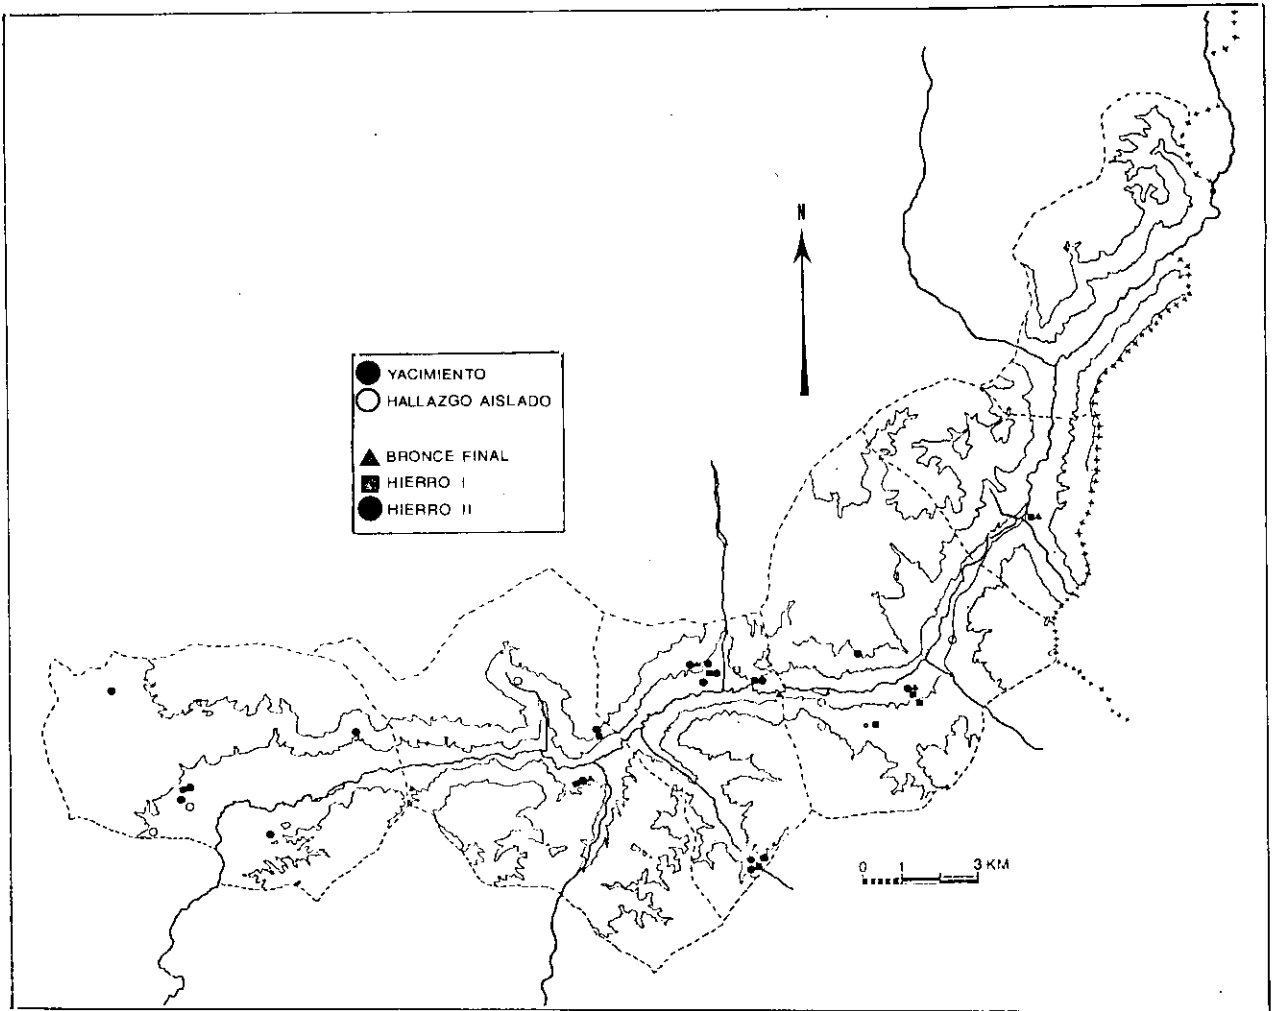 N
YACIMIENTO
HALLAZGO AISLADO
BRONCE FINAL
HIERRO I
HIERRO II
0 1 3 KM